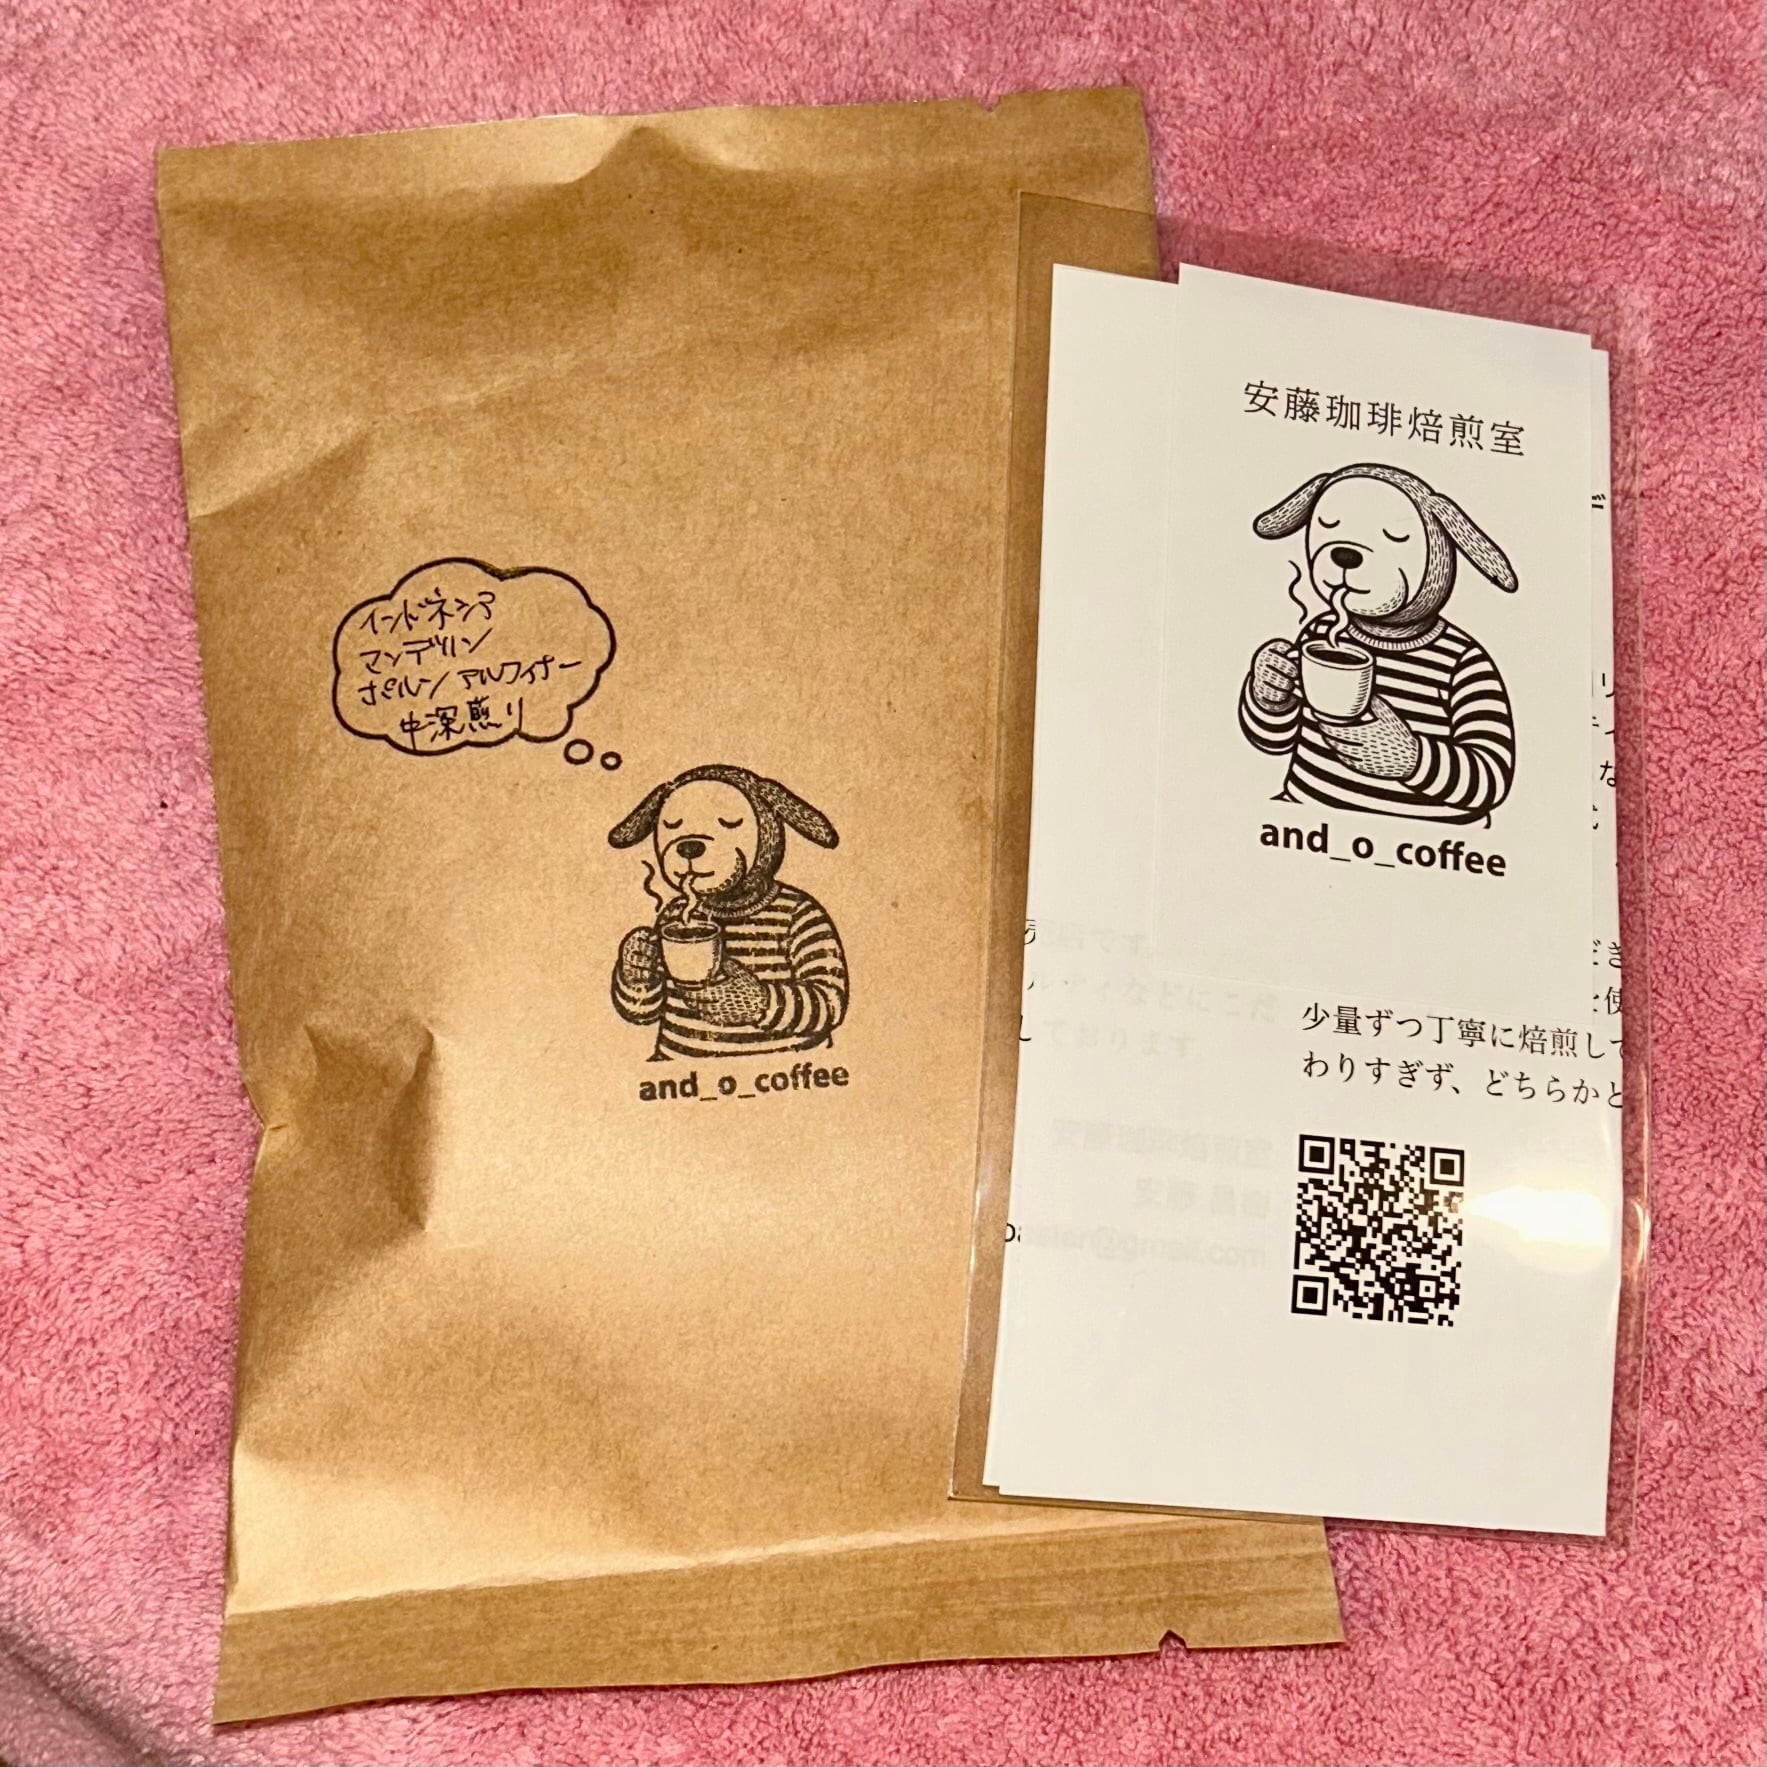 インドネシア
マンデリン
ポルン アルワイナー
中深煎り
and_o_coffee
安藤珈琲焙煎室
and_o_coffee
少量ずつ丁寧に焙煎して
わりすぎず、どちらかと